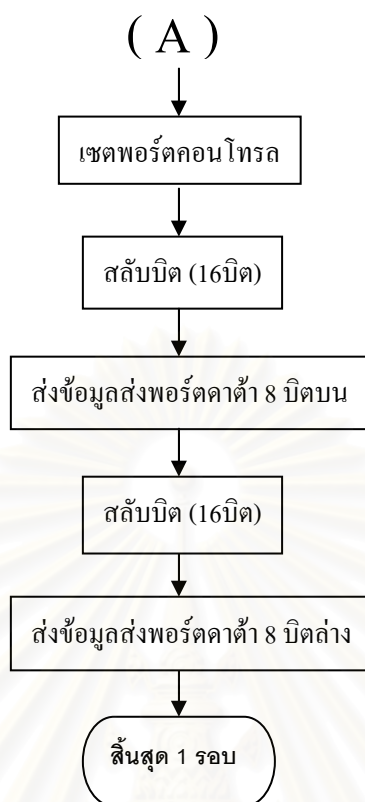 ( A )
เซตพอร์ตคอนโทรล
สลับบิต (16บิต)
ส่งข้อมูลส่งพอร์ตดาต้า 8 บิตบน
สลับบิต (16บิต)
ส่งข้อมูลส่งพอร์ตดาต้า 8 บิตล่าง
สิ้นสุด 1 รอบ